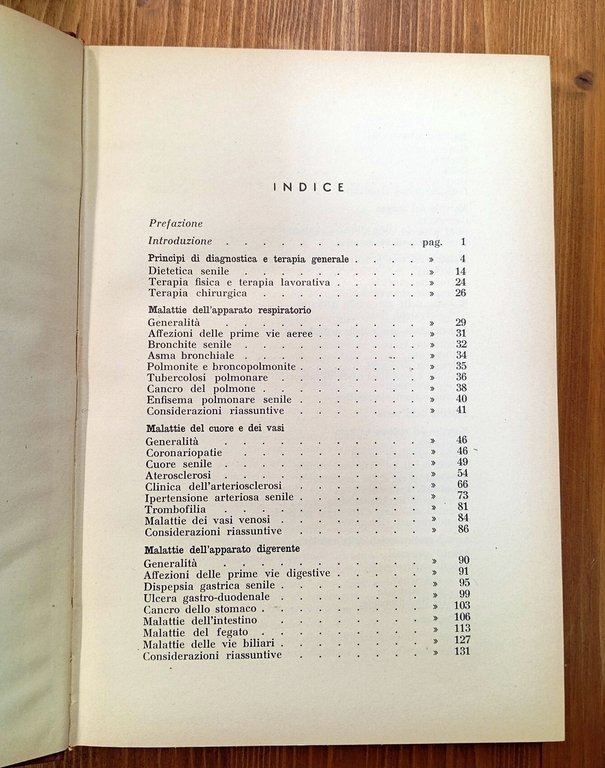 INDICE
Prefazione
Introduzione . . . . . . . . . . . pag. 1
Principi di diagnostica e terapia generale . . . . » 4
Dietetica senile . . . . . . . . » 14
Terapia fisica e terapia lavorativa . . . . . » 24
Terapia chirurgica . . . . . . . » 26
Malattie dell'apparato respiratorio
Generalità . . . . . . . . . » 29
Affezioni delle prime vie aeree . . . . . » 31
Bronchite senile . . . . . . . . » 32
Asma bronchiale . . . . . . . . » 34
Polmonite e broncopolmonite . . . . . » 35
Tubercolosi polmonare . . . . . . » 36
Cancro del polmone . . . . . . . » 38
Enfisema polmonare senile . . . . . » 40
Considerazioni riassuntive . . . . . » 41
Malattie del cuore e dei vasi
Generalità . . . . . . . . . » 46
Coronariopatie . . . . . . . . » 46
Cuore senile . . . . . . . . » 49
Aterosclerosi . . . . . . . . » 54
Clinica dell'arteriosclerosi . . . . . » 66
Ipertensione arteriosa senile . . . . . » 73
Trombofilia . . . . . . . . » 81
Malattie dei vasi venosi . . . . . . » 84
Considerazioni riassuntive . . . . . » 86
Malattie dell'apparato digerente
Generalità . . . . . . . . . » 90
Affezioni delle prime vie digestive . . . . » 91
Dispepsia gastrica senile . . . . . . » 95
Ulcera gastro-duodenale . . . . . . » 99
Cancro dello stomaco . . . . . . . » 103
Malattie dell'intestino . . . . . . » 106
Malattie del fegato . . . . . . . » 113
Malattie delle vie biliari . . . . . . » 127
Considerazioni riassuntive . . . . . » 131